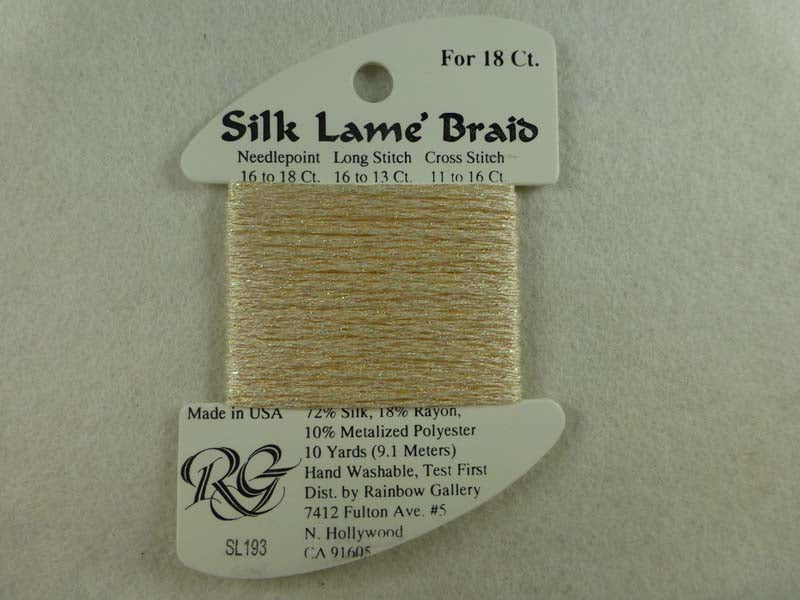 For 18 Ct.
Silk Lame' Braid
Needlepoint Long Stitch Cross Stitch
16 to 18 Ct. 16 to 13 Ct. 11 to 16 Ct.
Made in USA
72% Silk, 18% Rayon,
10% Metalized Polyester
10 Yards (9.1 Meters)
Hand Washable, Test First
Dist. by Rainbow Gallery
7412 Fulton Ave. #5
N. Hollywood
CA 91605
RG
SL193